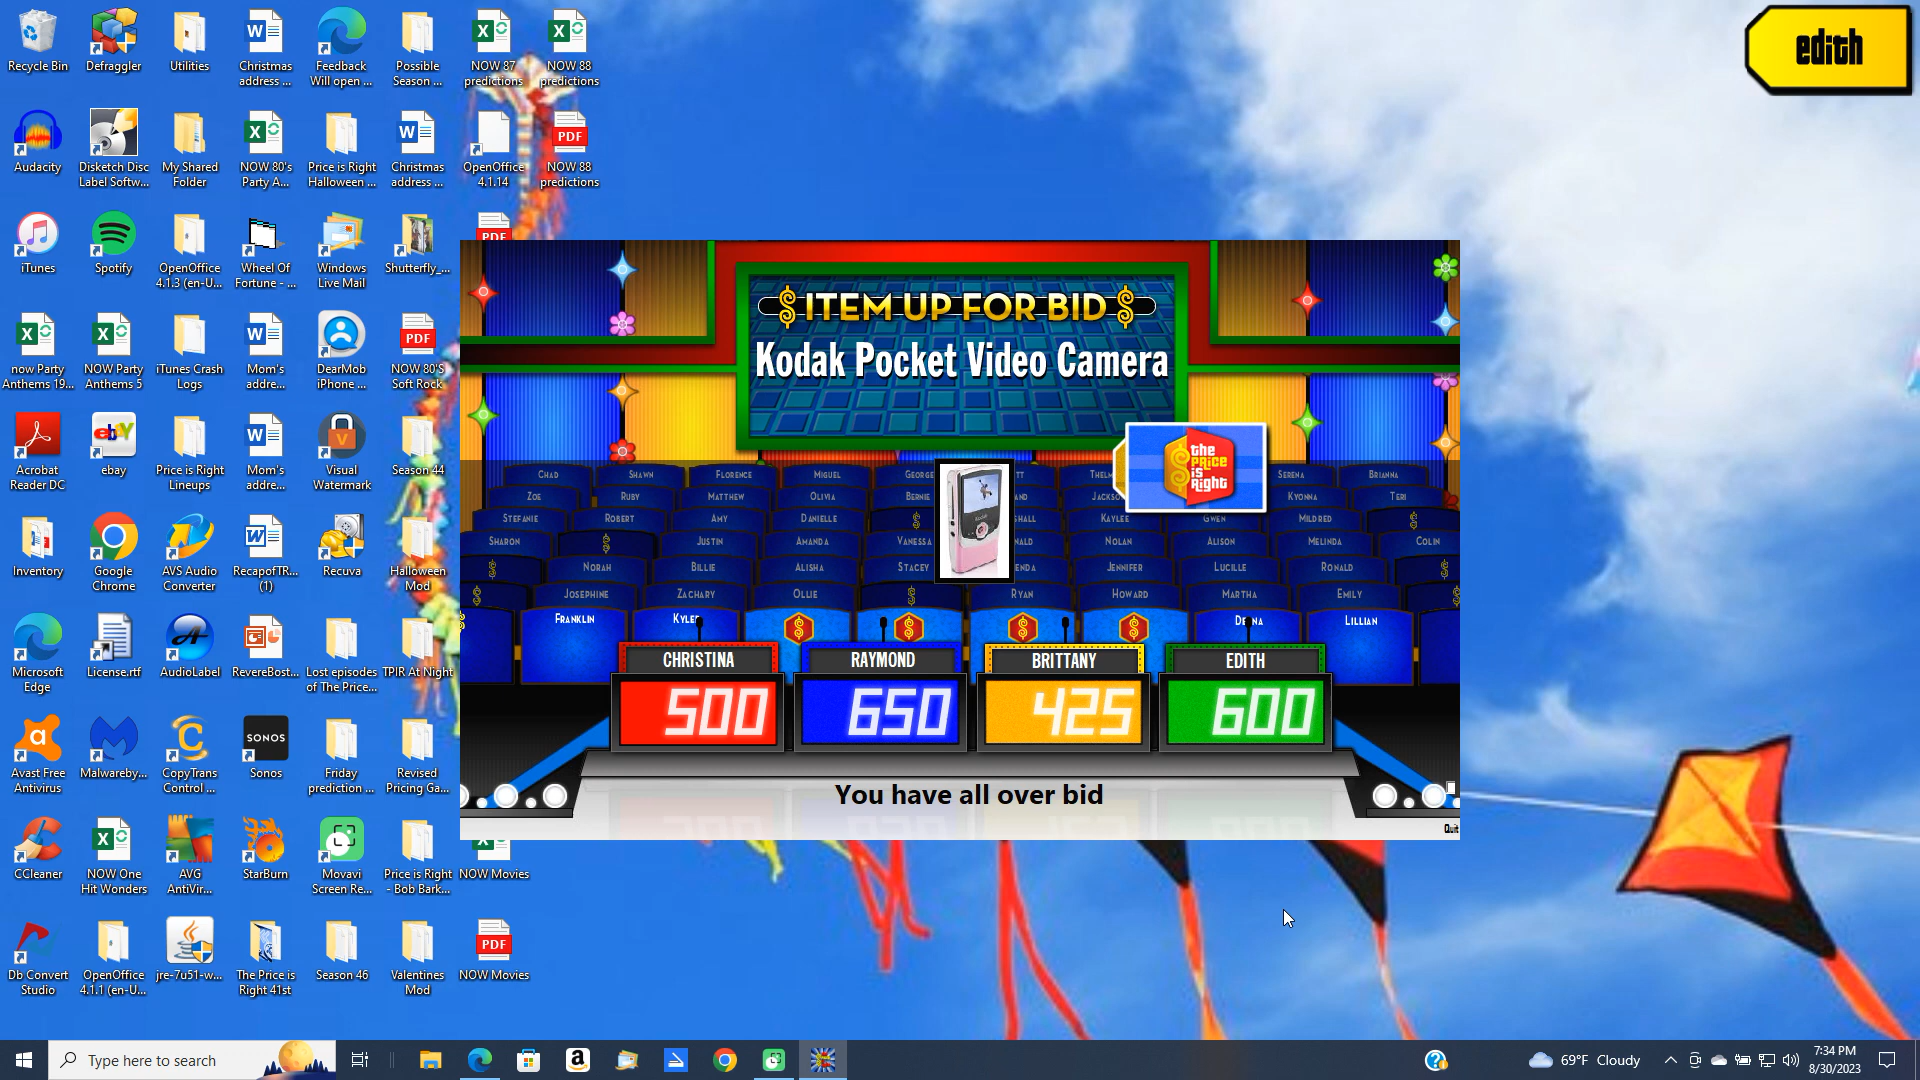 Recycle Bin
Defraggler
Utilities
Christmas
address ...
Feedback
Will open ...
Possible
Season ...
NOW 87
predictions
NOW 88
predictions
edith
Audacity
Disketch Disc
Label Softw...
My Shared
Folder
NOW 80's
Party A...
Price is Right
Halloween ...
Christmas
address ...
OpenOffice
4.1.14
PDF
NOW 88
predictions
iTunes
Spotify
OpenOffice
4.1.3 (en-U...
Wheel Of
Fortune - ...
Windows
Live Mail
Shutterfly_...
PDF
now Party
Anthems 19...
NOW Party
Anthems 5
iTunes Crash
Logs
Mom's
addre...
DearMob
iPhone ...
PDF
NOW 80'S
Soft Rock
Acrobat
Reader DC
ebay
ebay
Price is Right
Lineups
Mom's
addre...
Visual
Watermark
Season 44
Inventory
Google
Chrome
AVS Audio
Converter
RecapofTR...
(1)
Recuva
Halloween
Mod
Microsoft
Edge
License.rtf
AudioLabel
RevereBost...
Lost episodes
of The Price...
TPIR At Night
Avast Free
Antivirus
Malwareby...
CopyTrans
Control ...
SONOS
Sonos
Friday
prediction ...
Revised
Pricing Ga...
CCleaner
NOW One
Hit Wonders
AVG
AntiVir...
StarBurn
Movavi
Screen Re...
Price is Right
- Bob Bark...
NOW Movies
Db Convert
Studio
OpenOffice
4.1.1 (en-U...
jre-7u51-w...
The Price is
Right 41st
Season 46
Valentines
Mod
PDF
NOW Movies
ITEM UP FOR BID
Kodak Pocket Video Camera
the PRICE is Right
CHAD SHAWN FLORENCE MIGUEL GEORGE SERENA BRIANNA
ZOE RUBY MATTHEW OLIVIA BERNIE KYONNA TERI
STEFANIE ROBERT AMY DANIELLE KAYLEE GWEN MILDRED
SHARON JUSTIN AMANDA VANESSA NOLAN ALISON MELINDA COLIN
NORAH BILLIE ALISHA STACEY JENNIFER LUCILLE RONALD
JOSEPHINE ZACHARY OLLIE RYAN HOWARD MARTHA EMILY
FRANKLIN LILLIAN
CHRISTINA RAYMOND BRITTANY EDITH
500 650 425 600
You have all over bid
Quit
Type here to search
69°F Cloudy
7:34 PM
8/30/2023